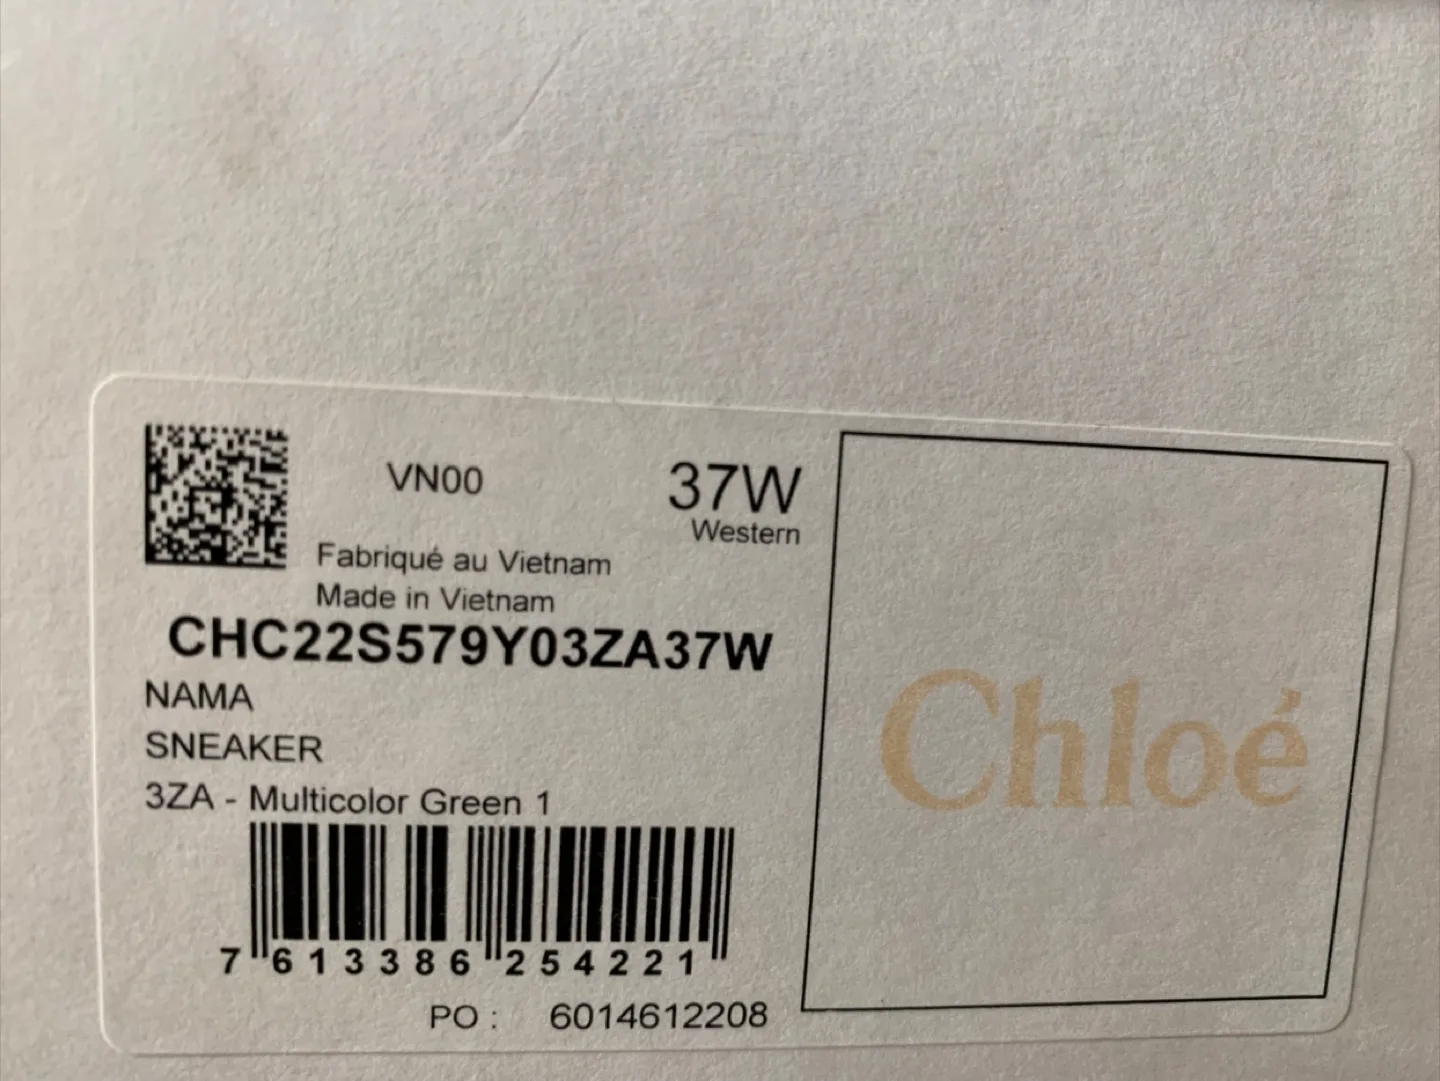 VN00
37W
Western
Fabriqué au Vietnam
Made in Vietnam
CHC22S579Y03ZA37W
NAMA
SNEAKER
3ZA - Multicolor Green 1
7 613386 254221
PO : 6014612208
Chloé